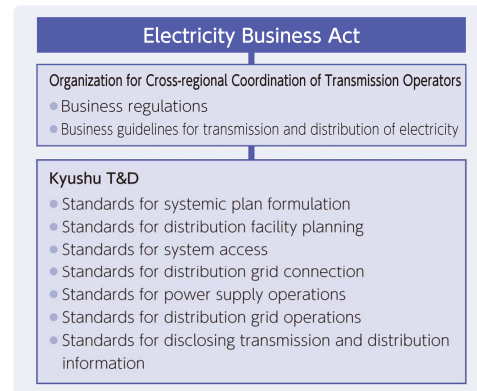 Electricity Business Act
Organization for Cross-regional Coordination of Transmission Operators
● Business regulations
● Business guidelines for transmission and distribution of electricity
Kyushu T&D
● Standards for systemic plan formulation
● Standards for distribution facility planning
● Standards for system access
● Standards for distribution grid connection
● Standards for power supply operations
● Standards for distribution grid operations
● Standards for disclosing transmission and distribution
information